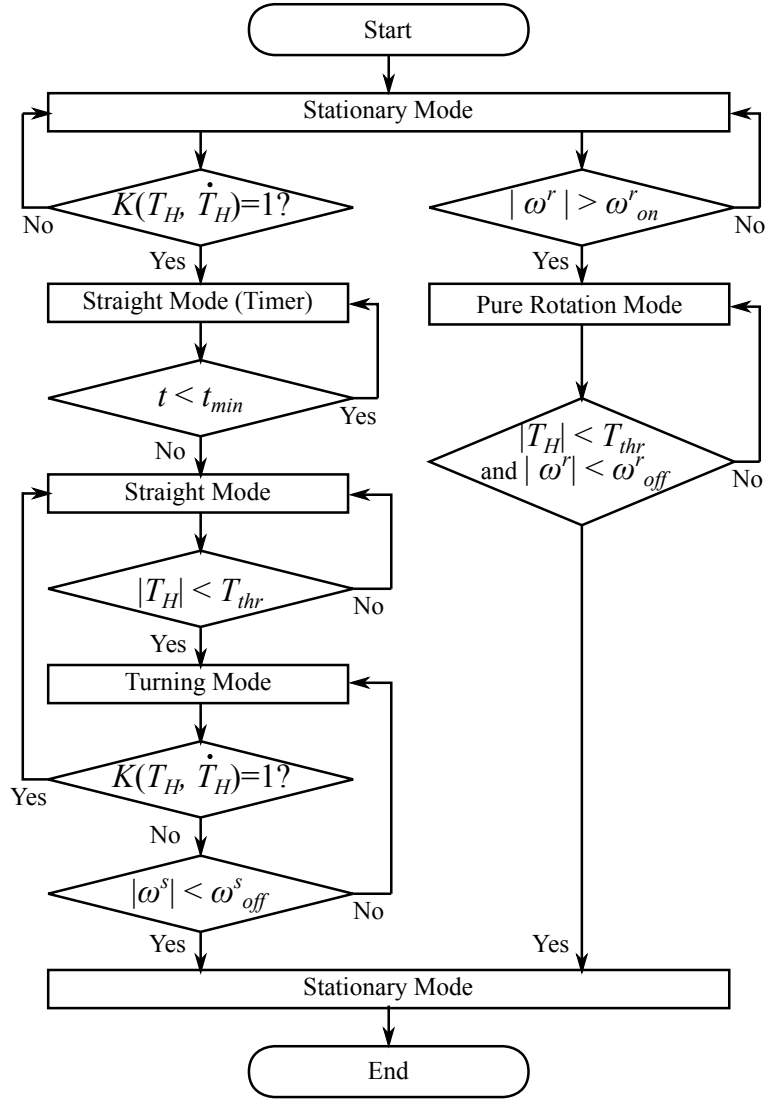 Start
Stationary Mode
K(T_H, Ṫ_H)=1?
No
Yes
| ω^r | > ω^r_on
No
Yes
Straight Mode (Timer)
Pure Rotation Mode
t < t_min
Yes
No
|T_H| < T_thr
and | ω^r| < ω^r_off
No
Straight Mode
|T_H| < T_thr
No
Yes
Turning Mode
K(T_H, Ṫ_H)=1?
Yes
No
|ω^s| < ω^s_off
No
Yes
Yes
Stationary Mode
End